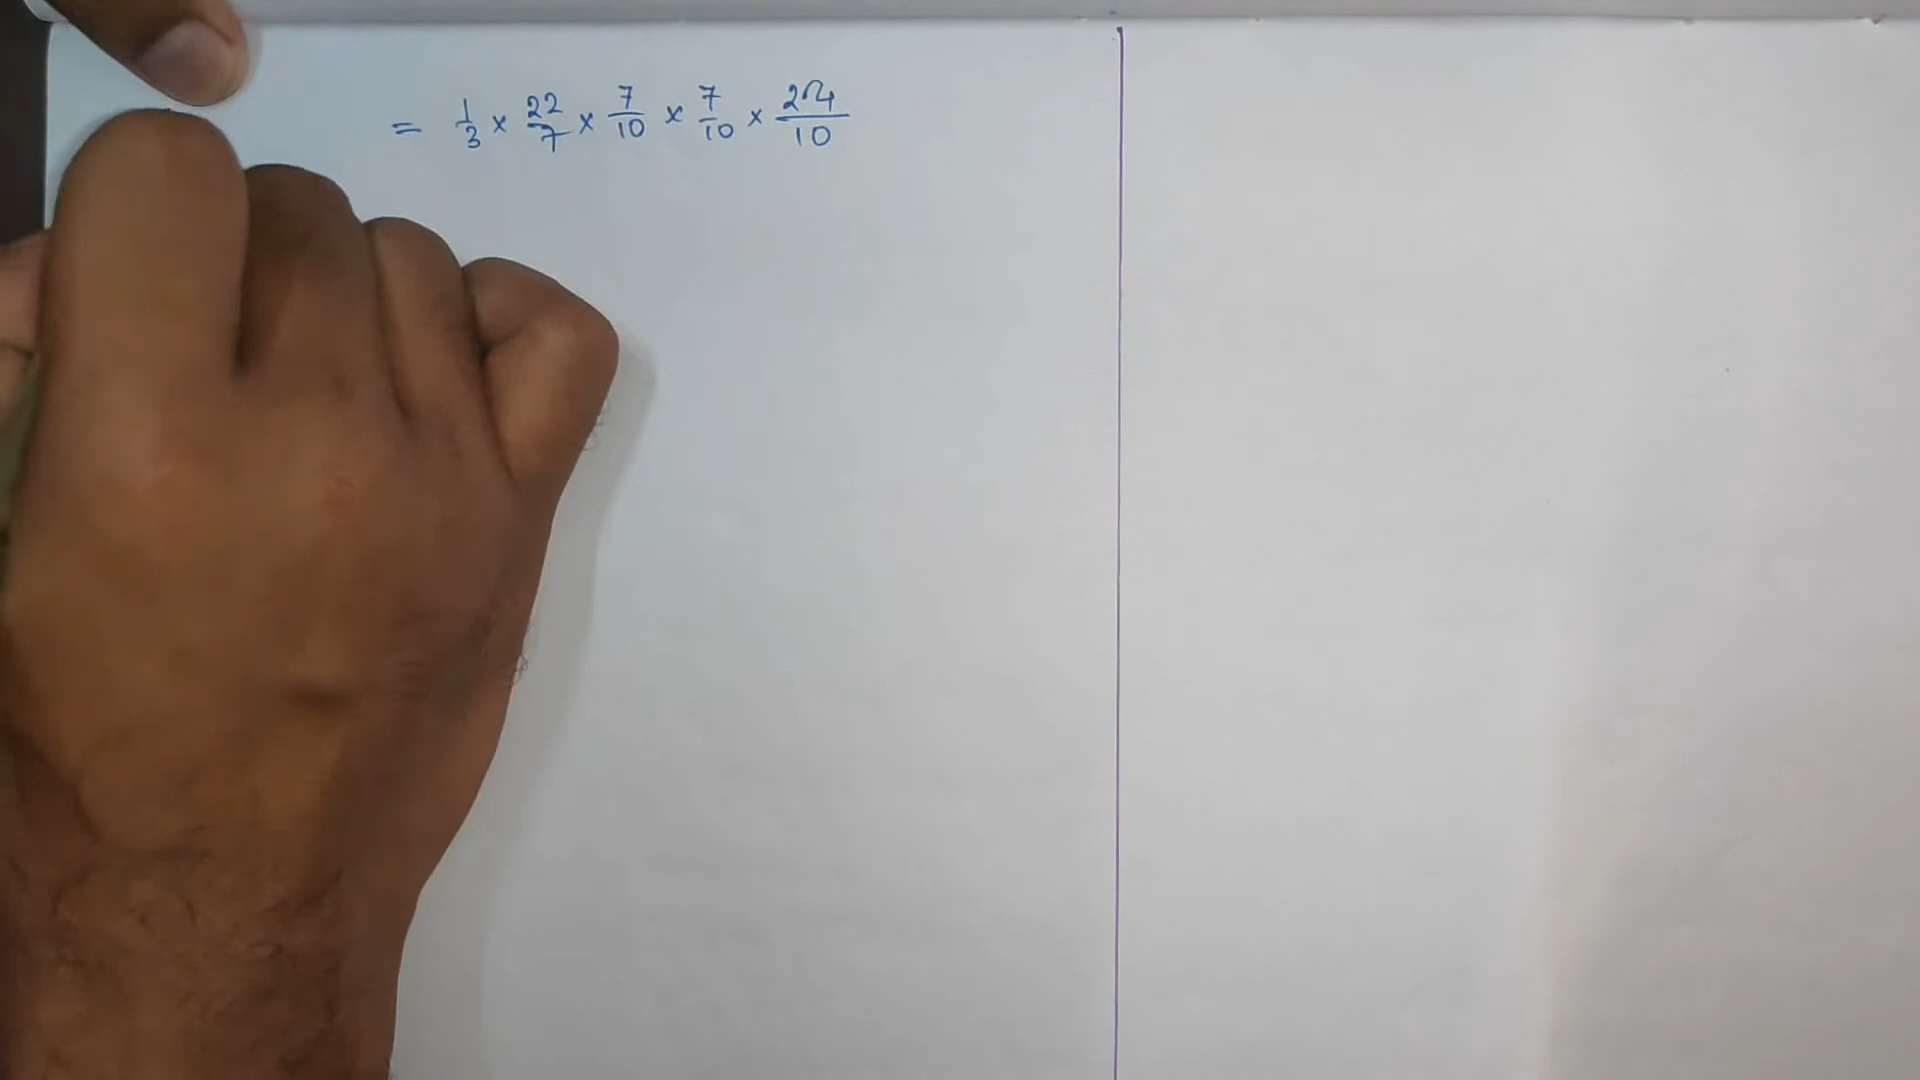 = 1/3 × 22/7 × 7/10 × 7/10 × 24/10